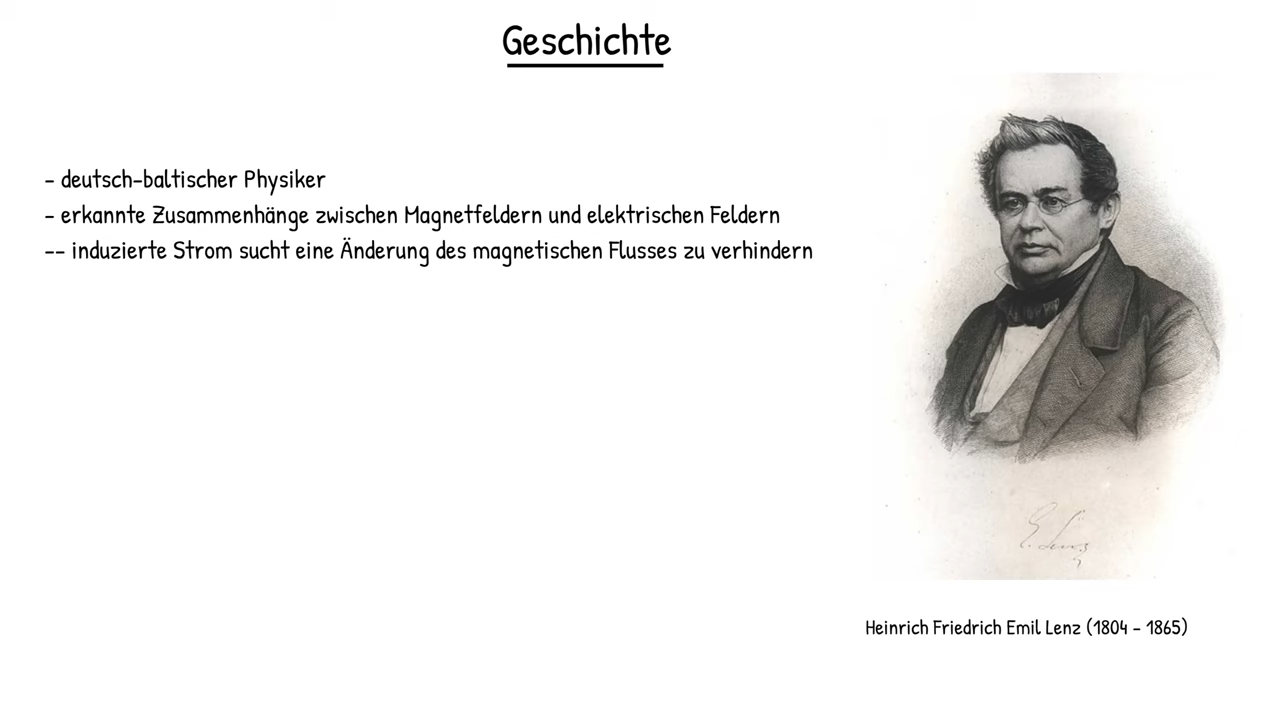 Geschichte
- deutsch-baltischer Physiker
- erkannte Zusammenhänge zwischen Magnetfeldern und elektrischen Feldern
-- induzierte Strom sucht eine Änderung des magnetischen Flusses zu verhindern
E. Lenz
Heinrich Friedrich Emil Lenz (1804 - 1865)